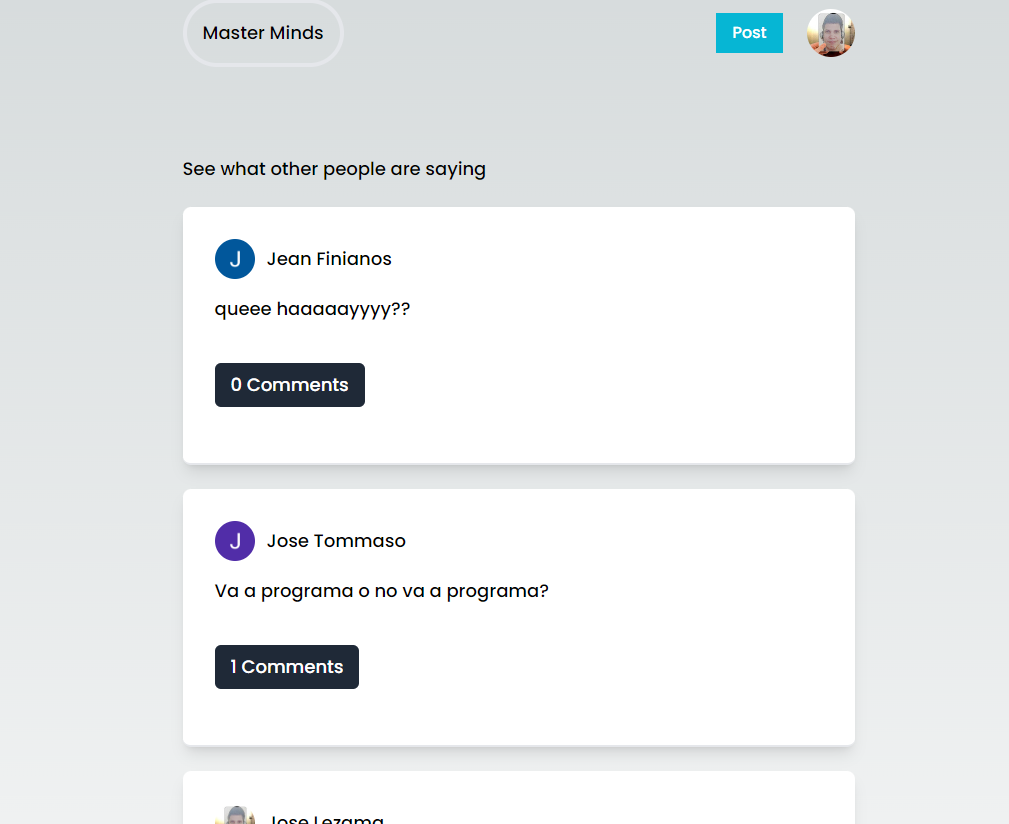 Master Minds
Post
See what other people are saying
J
Jean Finianos
queee haaaaayyyy??
0 Comments
J
Jose Tommaso
Va a programa o no va a programa?
1 Comments
Jose Lezama